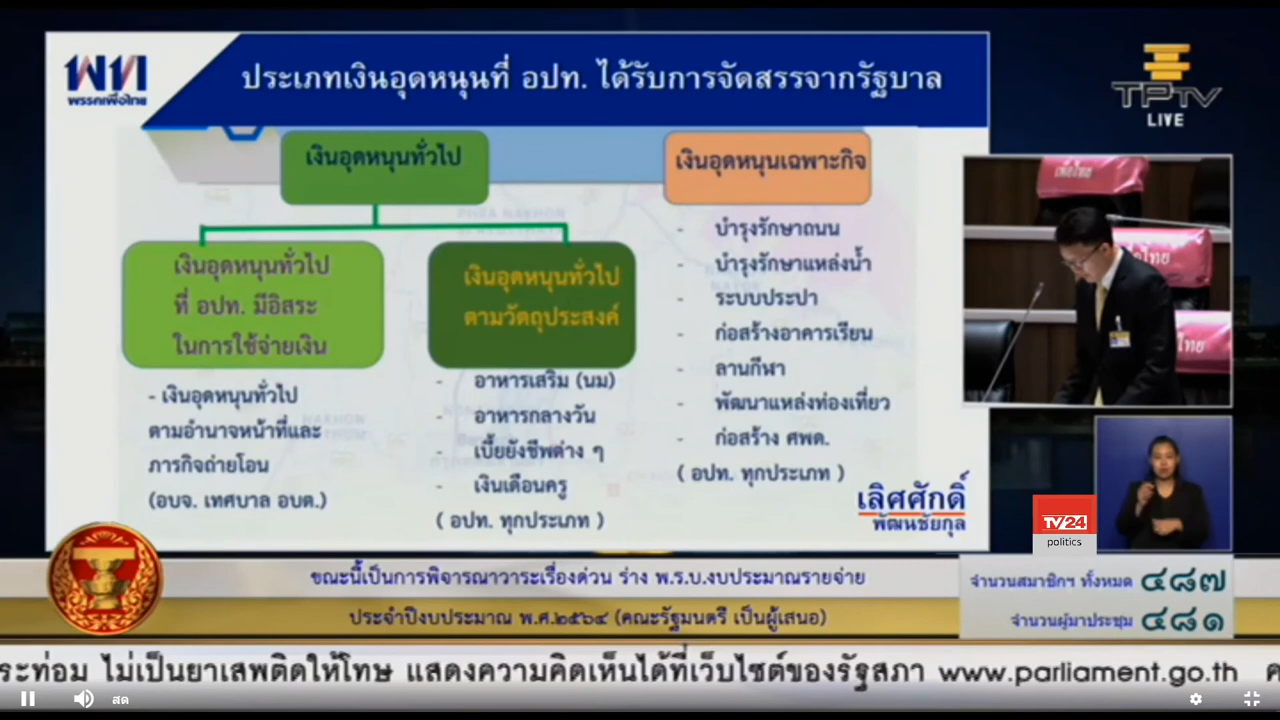 พท
พรรคเพื่อไทย
ประเภทเงินอุดหนุนที่ อปท. ได้รับการจัดสรรจากรัฐบาล
TPTV
LIVE
เงินอุดหนุนทั่วไป
เงินอุดหนุนทั่วไป
ที่ อปท. มีอิสระ
ในการใช้จ่ายเงิน
- เงินอุดหนุนทั่วไป
ตามอำนาจหน้าที่และ
ภารกิจถ่ายโอน
(อบจ. เทศบาล อบต.)
เงินอุดหนุนทั่วไป
ตามวัตถุประสงค์
- อาหารเสริม (นม)
- อาหารกลางวัน
- เบี้ยยังชีพต่าง ๆ
- เงินเดือนครู
( อปท. ทุกประเภท )
เงินอุดหนุนเฉพาะกิจ
- บำรุงรักษาถนน
- บำรุงรักษาแหล่งน้ำ
- ระบบประปา
- ก่อสร้างอาคารเรียน
- ลานกีฬา
- พัฒนาแหล่งท่องเที่ยว
- ก่อสร้าง ศพด.
( อปท. ทุกประเภท )
เลิศศักดิ์
พัฒนชัยกุล
เพื่อไทย
TV24
politics
ขณะนี้เป็นการพิจารณาวาระเรื่องด่วน ร่าง พ.ร.บ.งบประมาณรายจ่าย
ประจำปีงบประมาณ พ.ศ.๒๕๖๔ (คณะรัฐมนตรี เป็นผู้เสนอ)
จำนวนสมาชิกฯ ทั้งหมด ๔๘๗
จำนวนผู้มาประชุม ๔๘๑
ระท่อม ไม่เป็นยาเสพติดให้โทษ แสดงความคิดเห็นได้ที่เว็บไซต์ของรัฐสภา www.parliament.go.th
สด